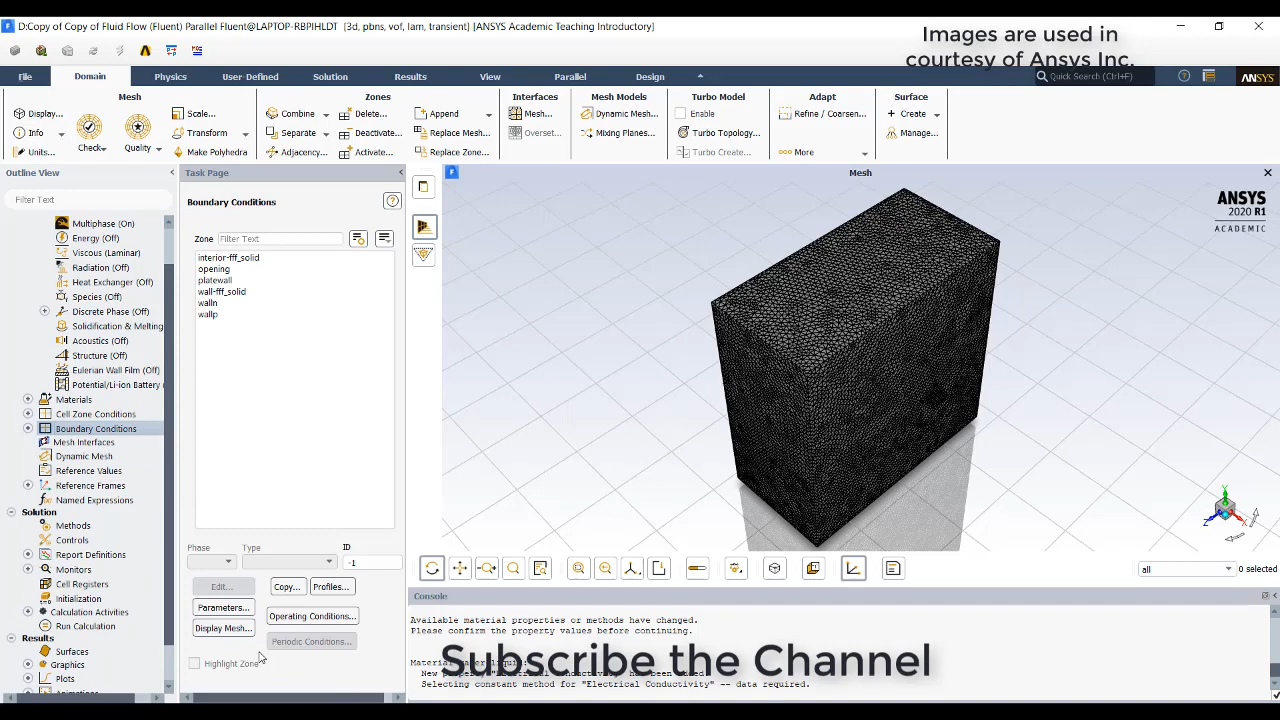 D:Copy of Copy of Fluid Flow (Fluent) Parallel Fluent@LAPTOP-RBPIHLDT [3d, pbns, vof, lam, transient] [ANSYS Academic Teaching Introductory]
Images are used in
courtesy of Ansys Inc.
File Domain Physics User-Defined Solution Results View Parallel Design
Quick Search (Ctrl+F)
ANSYS
Mesh Zones Interfaces Mesh Models Turbo Model Adapt Surface
Display... Scale... Combine Delete... Append Mesh... Dynamic Mesh... Enable Refine / Coarsen... Create
Info Transform Separate Deactivate... Replace Mesh... Overset... Mixing Planes... Turbo Topology... Manage...
Units... Check Quality Make Polyhedra Adjacency... Activate... Replace Zone... Turbo Create... More
Outline View
Filter Text
Multiphase (On)
Energy (Off)
Viscous (Laminar)
Radiation (Off)
Heat Exchanger (Off)
Species (Off)
Discrete Phase (Off)
Solidification & Melting
Acoustics (Off)
Structure (Off)
Eulerian Wall Film (Off)
Potential/Li-ion Battery
Materials
Cell Zone Conditions
Boundary Conditions
Mesh Interfaces
Dynamic Mesh
Reference Values
Reference Frames
Named Expressions
Solution
Methods
Controls
Report Definitions
Monitors
Cell Registers
Initialization
Calculation Activities
Run Calculation
Results
Surfaces
Graphics
Plots
Task Page
Boundary Conditions
Zone Filter Text
interior-fff_solid
opening
platewall
wall-fff_solid
walln
wallp
Phase Type ID
-1
Edit... Copy... Profiles...
Parameters... Operating Conditions...
Display Mesh... Periodic Conditions...
Highlight Zone
Mesh
ANSYS
2020 R1
ACADEMIC
Y
Z X
all 0 selected
Console
Available material properties or methods have changed.
Please confirm the property values before continuing.
Selecting constant method for "Electrical Conductivity" -- data required.
Subscribe the Channel